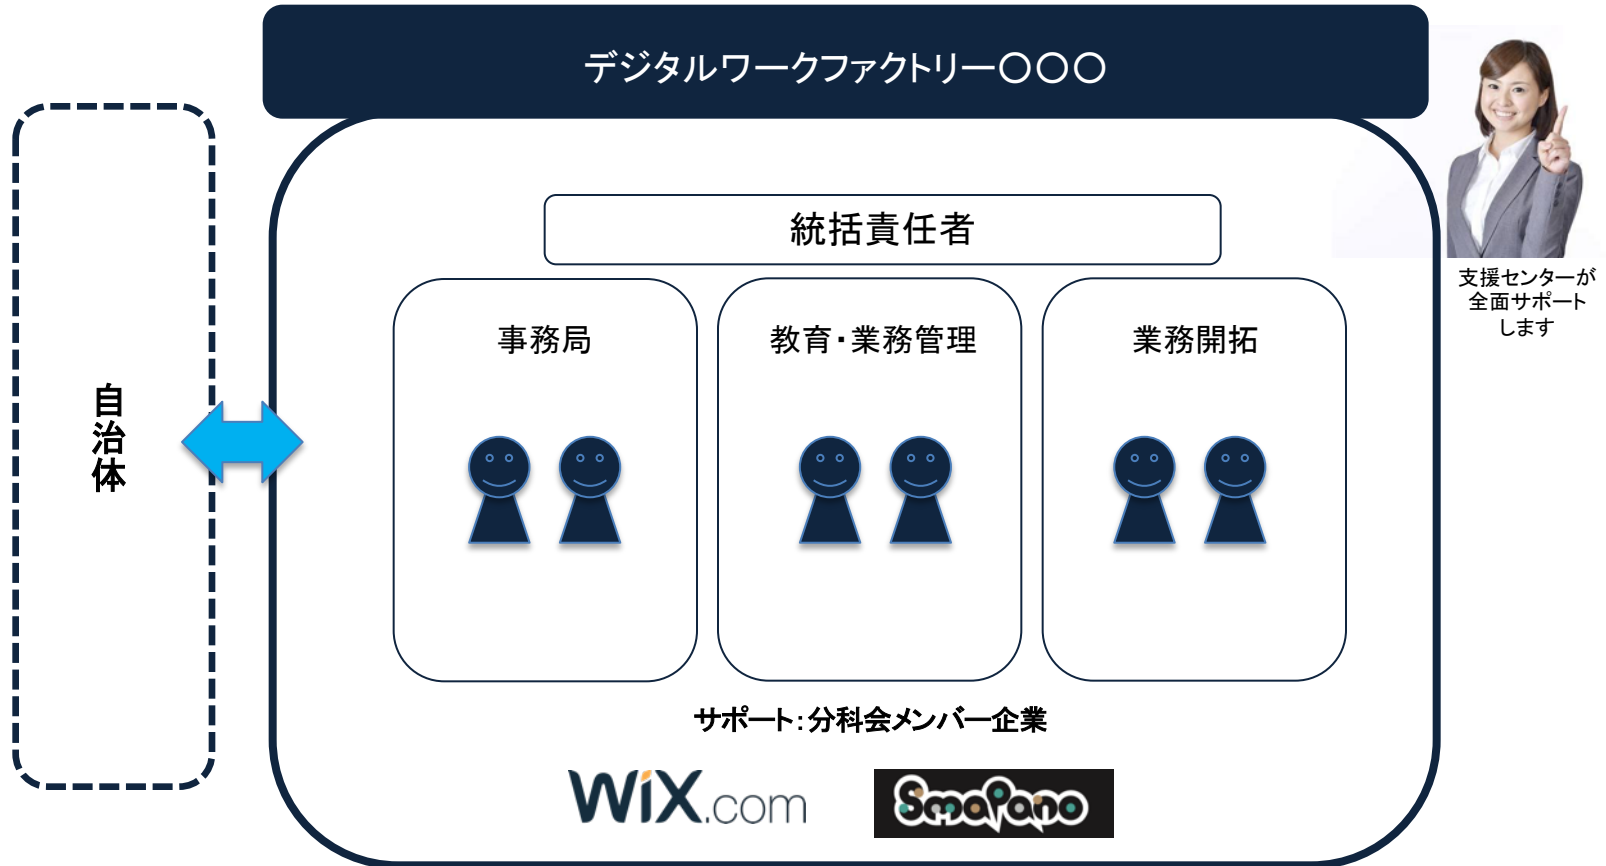 デジタルワークファクトリー〇〇〇
統括責任者
事務局
教育・業務管理
業務開拓
自治体
支援センターが
全面サポート
します
サポート：分科会メンバー企業
WiX.com
SmaPano